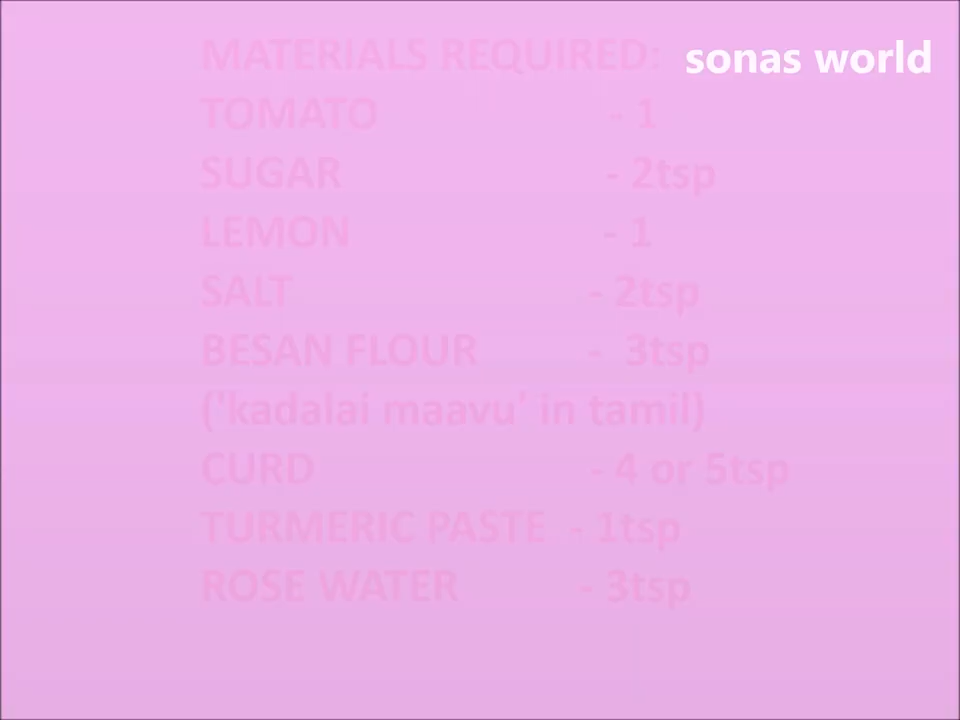 sonas world
MATERIALS REQUIRED:
TOMATO - 1
SUGAR - 2tsp
LEMON - 1
SALT - 2tsp
BESAN FLOUR - 3tsp
('kadalai maavu' in tamil)
CURD - 4 or 5tsp
TURMERIC PASTE - 1tsp
ROSE WATER - 3tsp